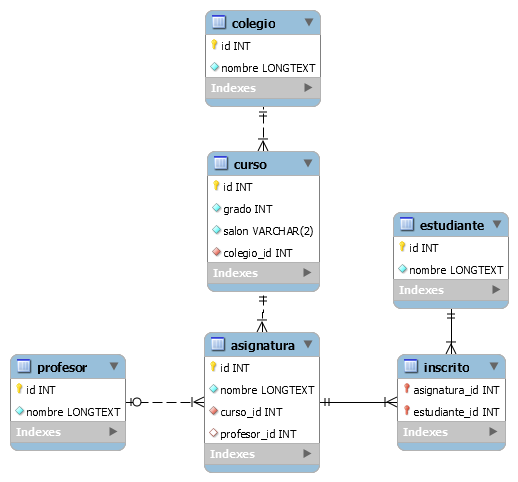 colegio
id INT
nombre LONGTEXT
Indexes
curso
id INT
grado INT
salon VARCHAR(2)
colegio_id INT
Indexes
estudiante
id INT
nombre LONGTEXT
Indexes
asignatura
id INT
nombre LONGTEXT
curso_id INT
profesor_id INT
Indexes
profesor
id INT
nombre LONGTEXT
Indexes
inscrito
asignatura_id INT
estudiante_id INT
Indexes